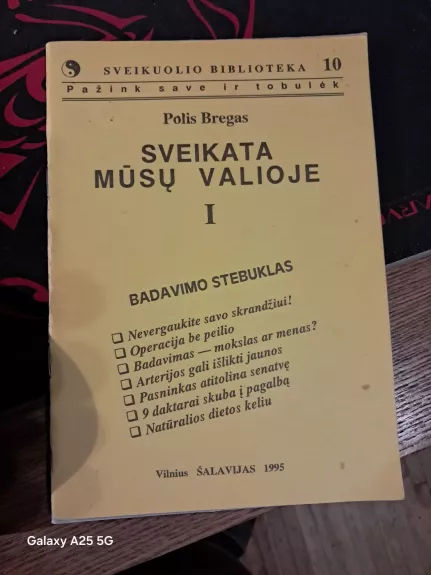 SVEIKUOLIO BIBLIOTEKA 10
Pažink save ir tobulėk
Polis Bregas
SVEIKATA
MŪSŲ VALIOJE
I
BADAVIMO STEBUKLAS
❑ Nevergaukite savo skrandžiui!
❑ Operacija be peilio
❑ Badavimas — mokslas ar menas?
❑ Arterijos gali išlikti jaunos
❑ Pasninkas atitolina senatvę
❑ 9 daktarai skuba į pagalbą
❑ Natūralios dietos keliu
Vilnius ŠALAVIJAS 1995
Galaxy A25 5G